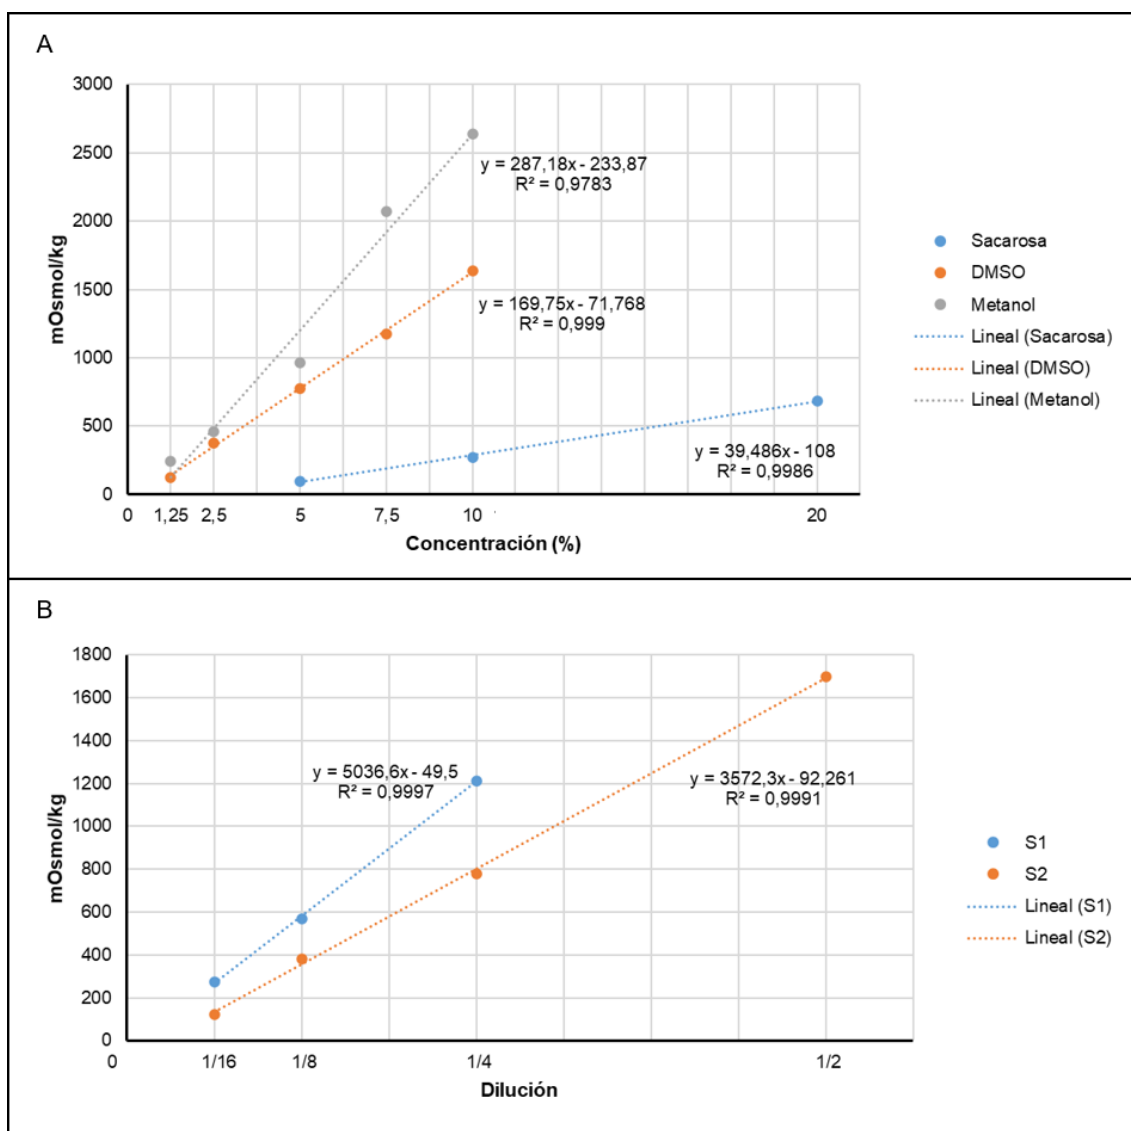 A
3000
2500
2000
1500
1000
500
0
mOsmol/kg
y = 287,18x - 233,87
R² = 0,9783
y = 169,75x - 71,768
R² = 0,999
y = 39,486x - 108
R² = 0,9986
0 1,25 2,5 5 7,5 10 20
Concentración (%)
Sacarosa
DMSO
Metanol
Lineal (Sacarosa)
Lineal (DMSO)
Lineal (Metanol)
B
1800
1600
1400
1200
1000
800
600
400
200
0
mOsmol/kg
y = 5036,6x - 49,5
R² = 0,9997
y = 3572,3x - 92,261
R² = 0,9991
0 1/16 1/8 1/4 1/2
Dilución
S1
S2
Lineal (S1)
Lineal (S2)